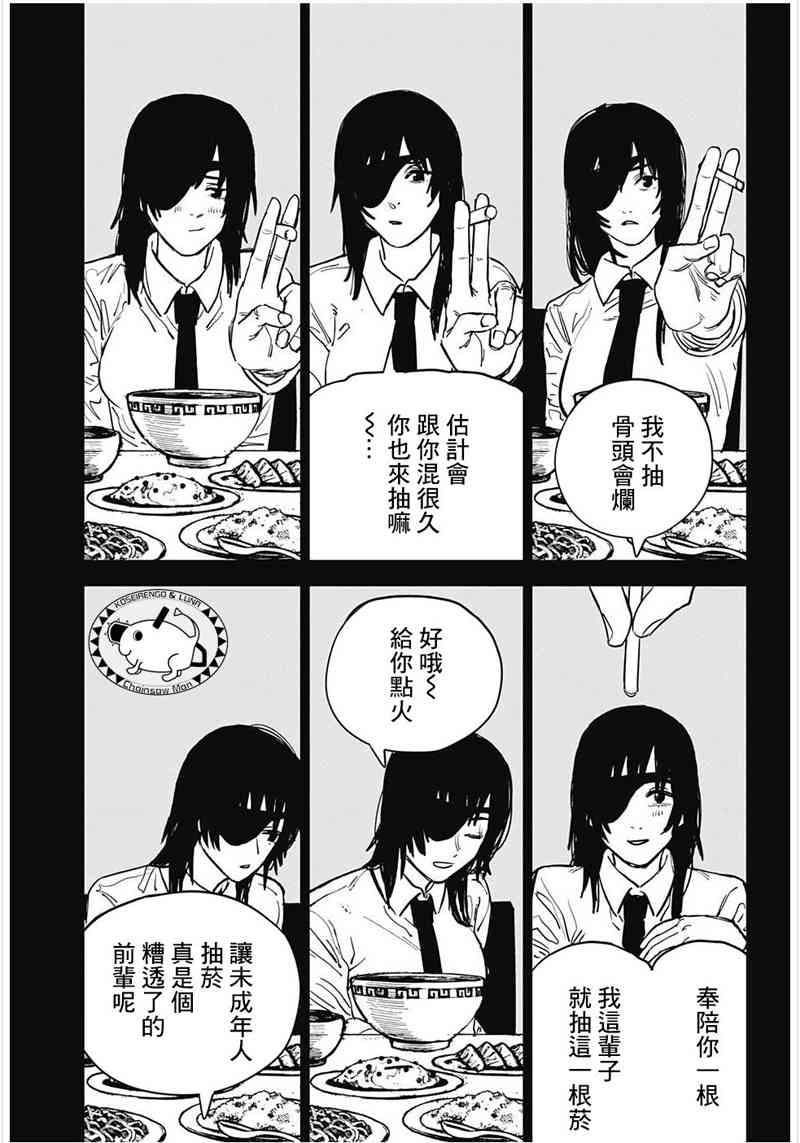 我不抽
骨頭會爛
估計會
跟你混很久
你也來抽嘛
~…
奉陪你一根
我這輩子
就抽這一根菸
好哦~
給你點火
讓未成年人
抽菸
真是個
糟透了的
前輩呢
KOSEIRENGO & LUNA
Chainsaw Man